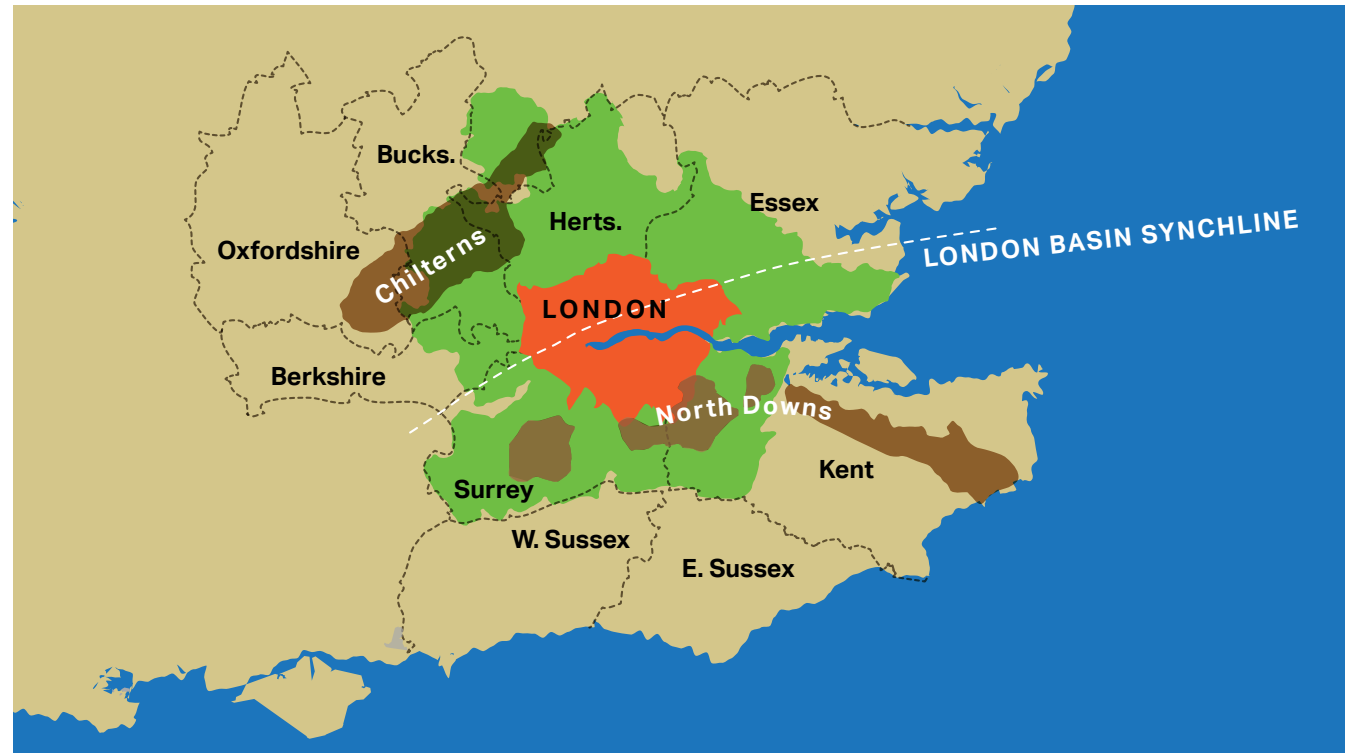 Bucks.
Essex
Herts.
Oxfordshire
Chilterns
LONDON BASIN SYNCHLINE
LONDON
Berkshire
North Downs
Kent
Surrey
W. Sussex
E. Sussex